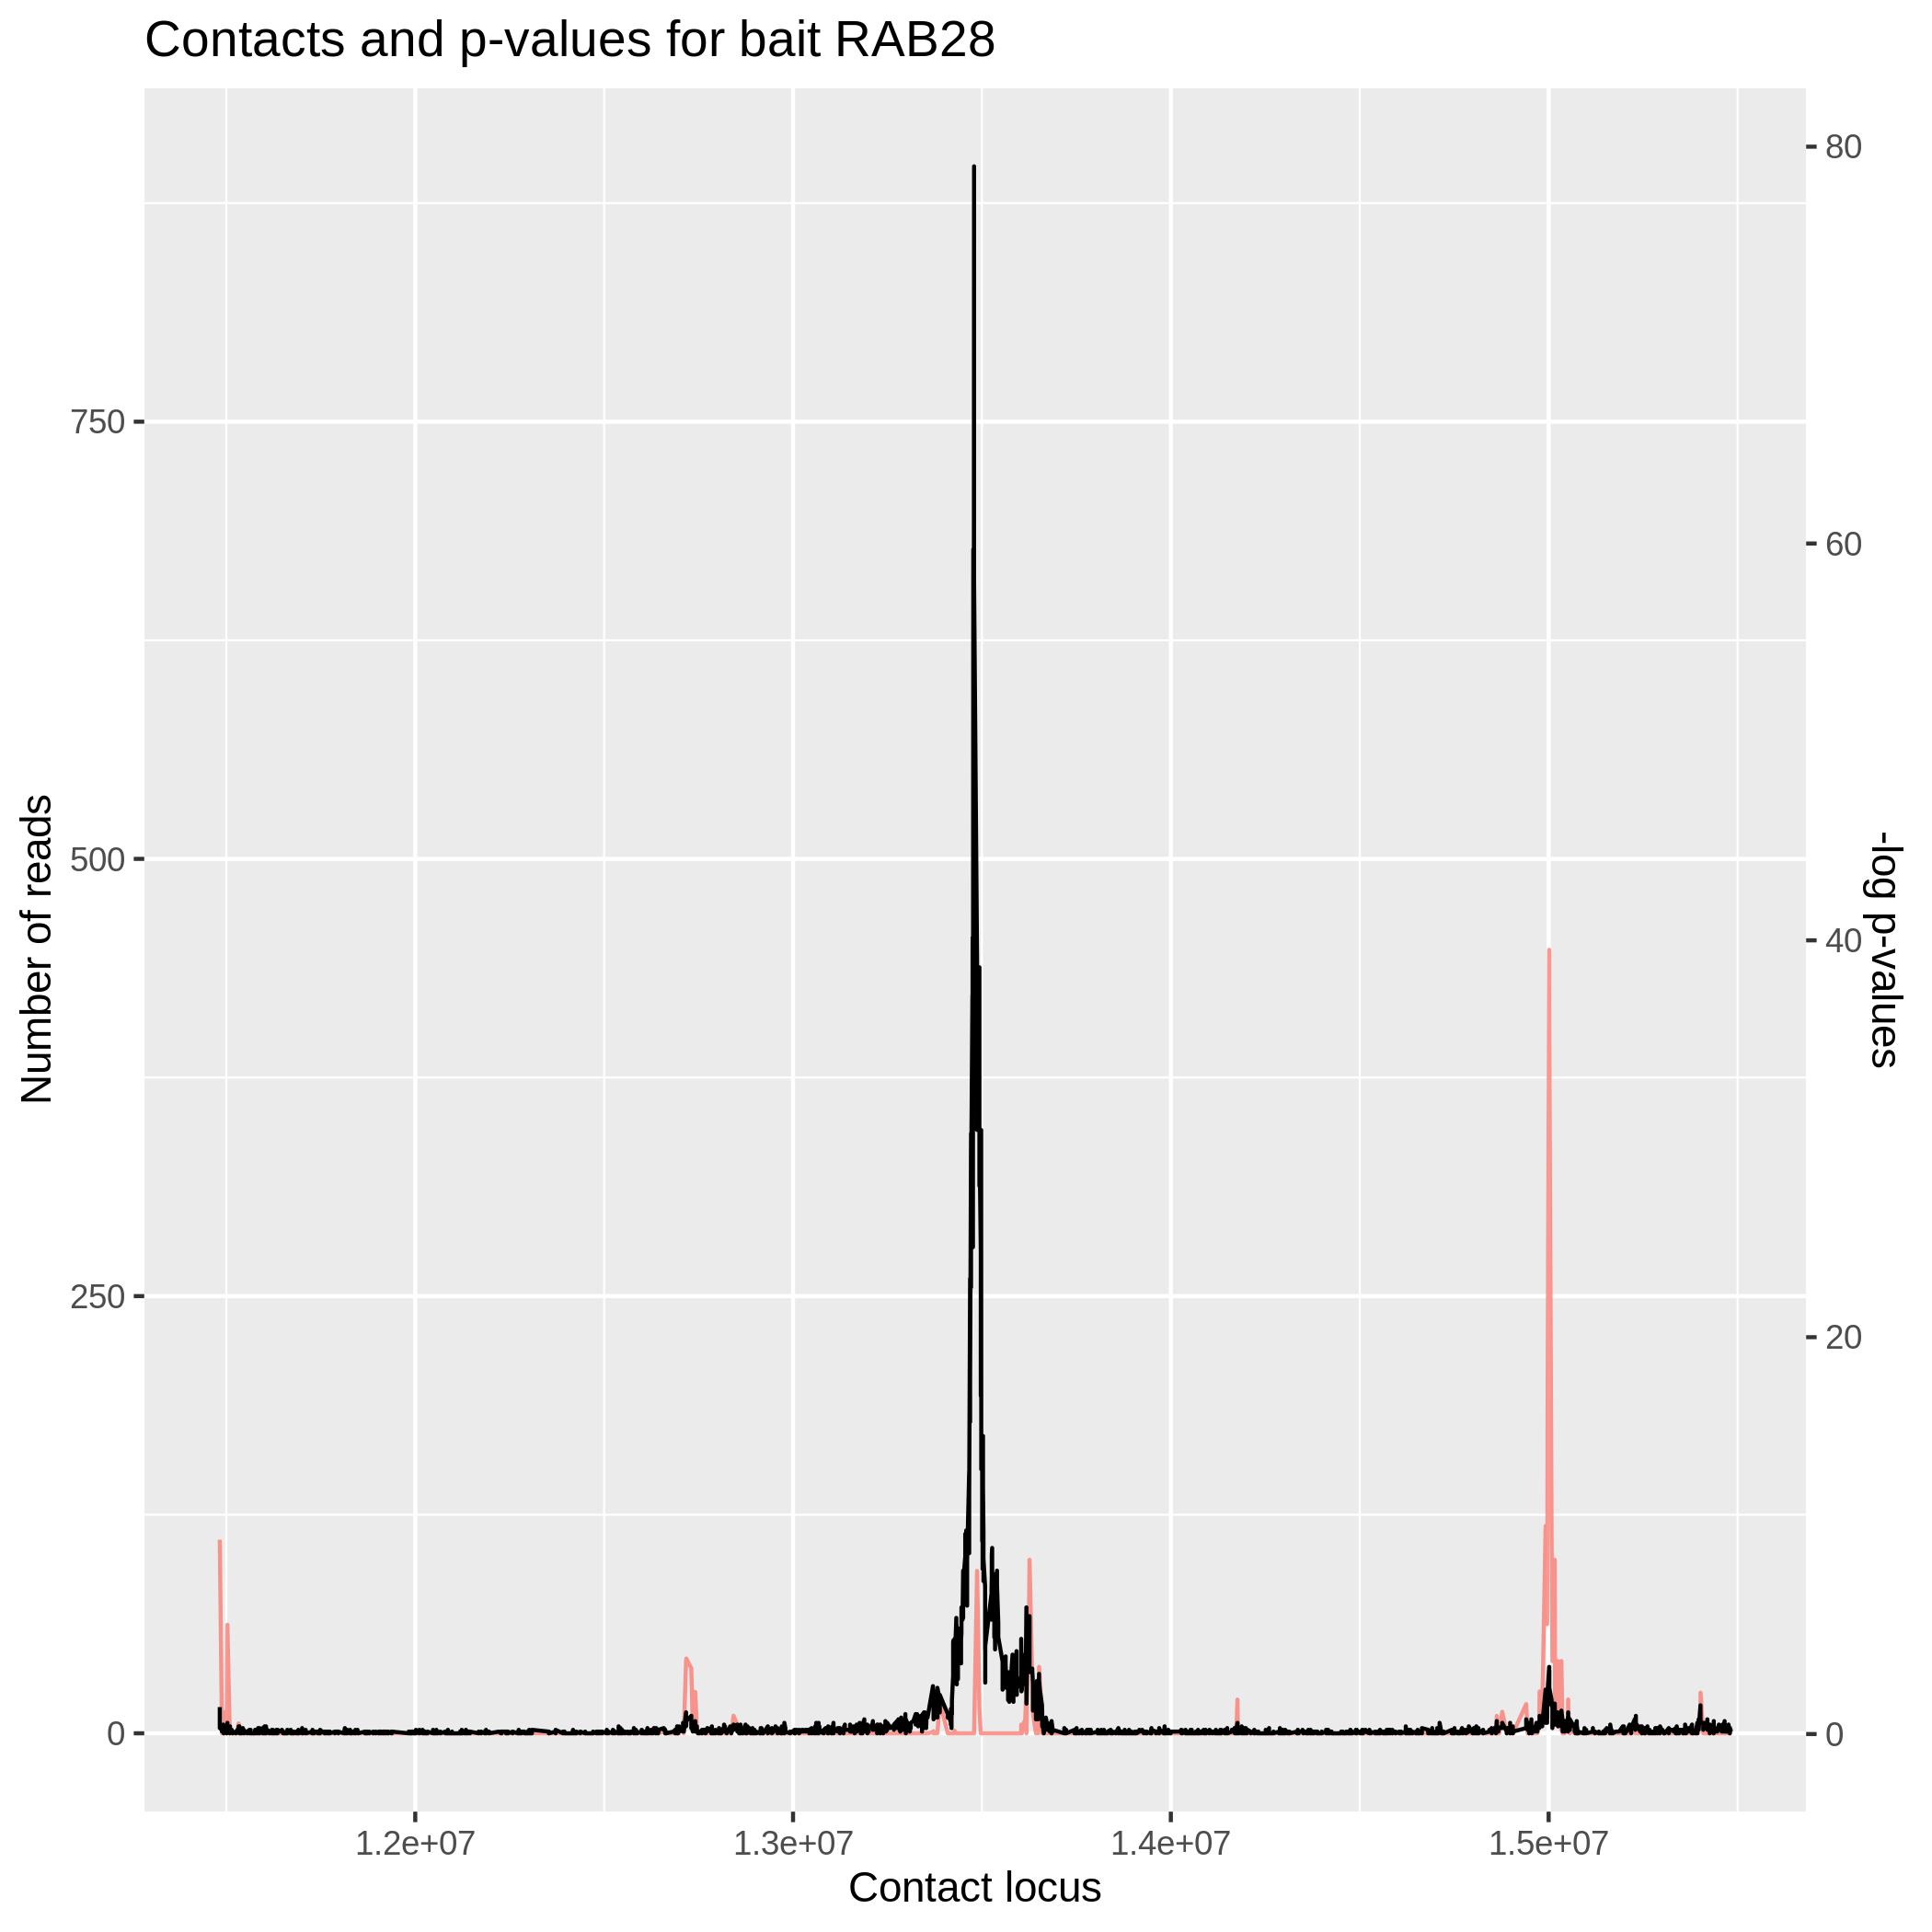 Contacts and p-values for bait RAB28
Number of reads
750
500
250
0
80
60
40
20
0
-log p-values
1.2e+07
1.3e+07
1.4e+07
1.5e+07
Contact locus